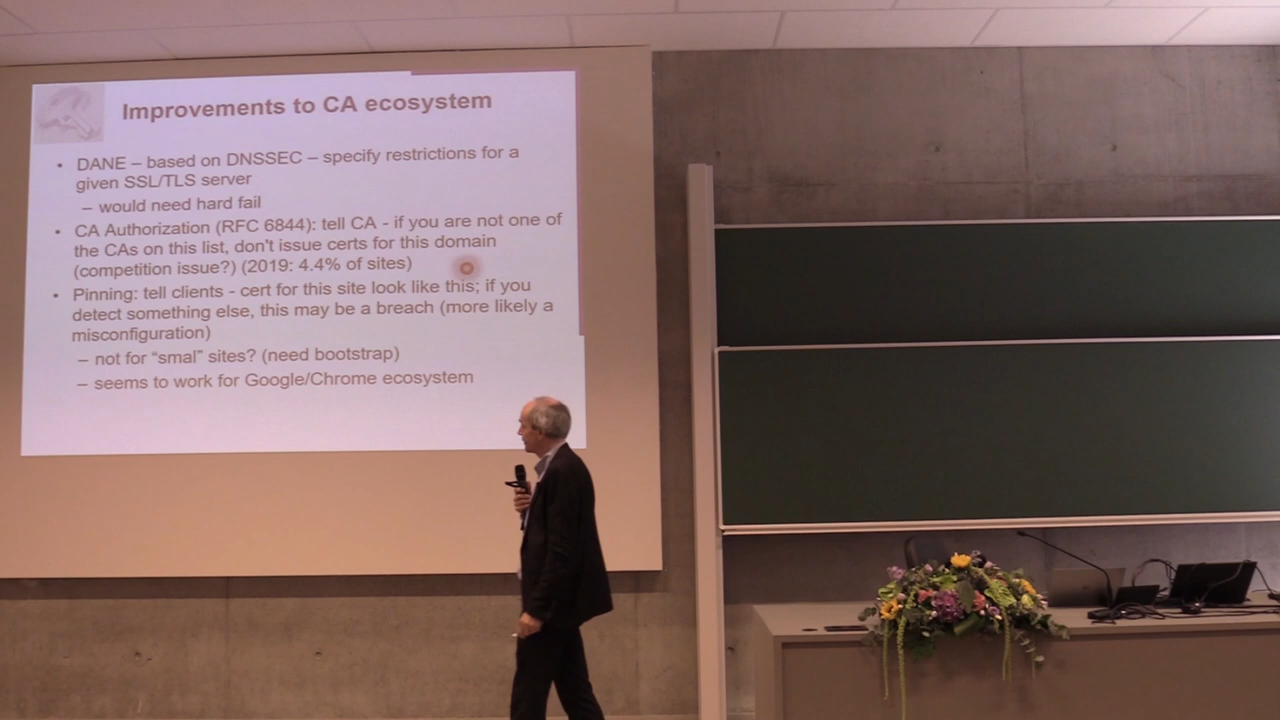 Improvements to CA ecosystem
• DANE – based on DNSSEC – specify restrictions for a
given SSL/TLS server
– would need hard fail
• CA Authorization (RFC 6844): tell CA - if you are not one of
the CAs on this list, don't issue certs for this domain
(competition issue?) (2019: 4.4% of sites)
• Pinning: tell clients - cert for this site look like this; if you
detect something else, this may be a breach (more likely a
misconfiguration)
– not for “smal” sites? (need bootstrap)
– seems to work for Google/Chrome ecosystem